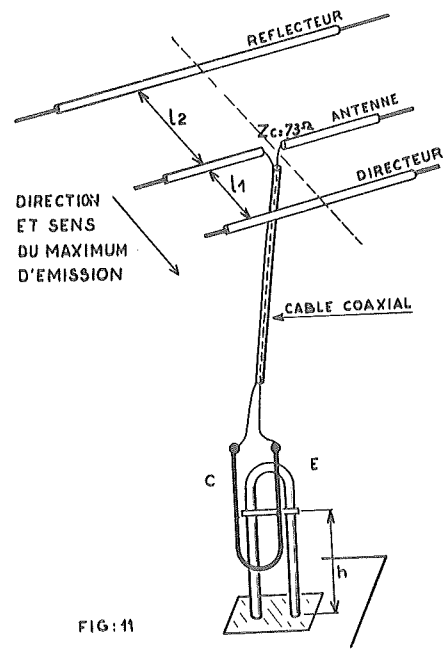 REFLECTEUR
l2
Zc:73Ω
ANTENNE
DIRECTEUR
l1
DIRECTION
ET SENS
DU MAXIMUM
D'EMISSION
CABLE COAXIAL
C
E
h
FIG:11